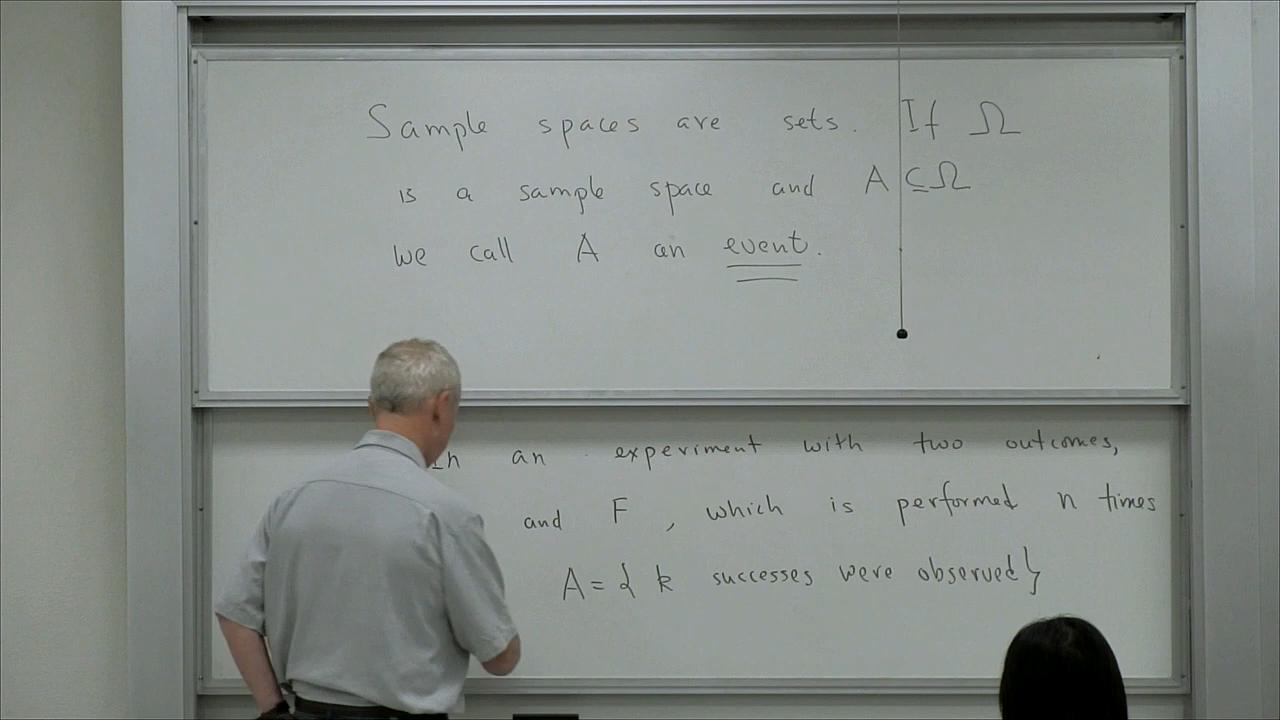 Sample spaces are sets. If Ω
is a sample space and A ⊆ Ω
we call A an event.
In an experiment with two outcomes,
and F, which is performed n times
A = { k successes were observed}